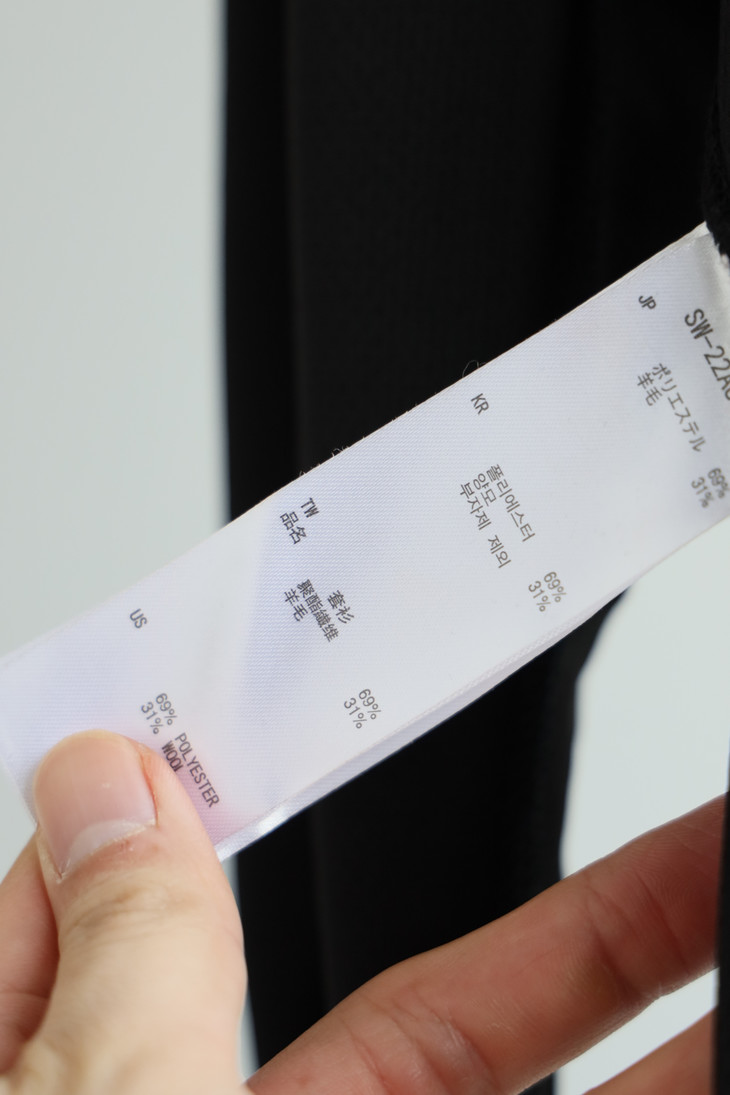 SW-22A
JP
ポリエステル 69%
羊毛 31%
KR
폴리에스터 69%
양모 31%
부자재 제외
TW
品名 套衫
聚酯纖維 69%
羊毛 31%
US
69% POLYESTER
31% WOOL